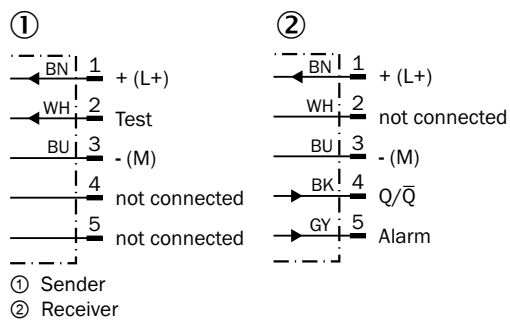 ①
BN 1 + (L+)
WH 2 Test
BU 3 - (M)
4 not connected
5 not connected
②
BN 1 + (L+)
WH 2 not connected
BU 3 - (M)
BK 4 Q/Q̅
GY 5 Alarm
① Sender
② Receiver